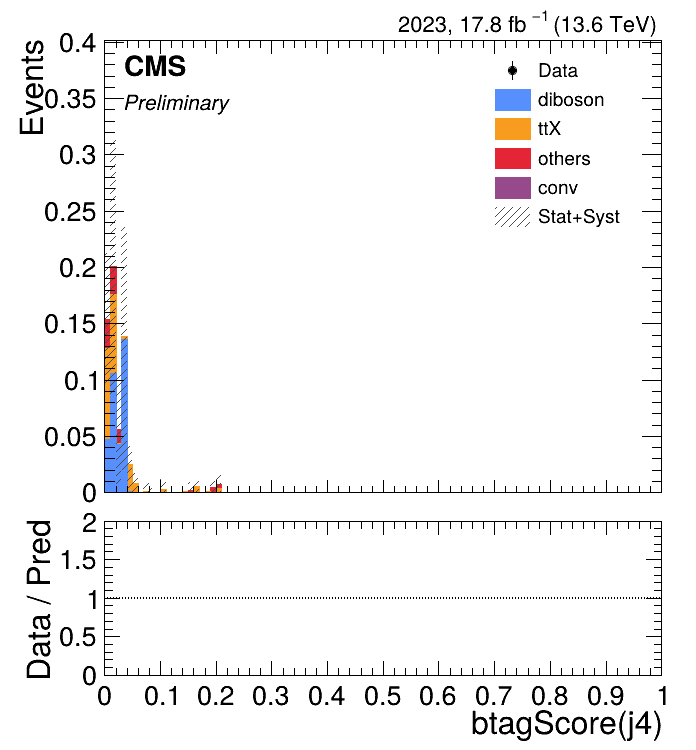 2023, 17.8 fb⁻¹ (13.6 TeV)
CMS
Preliminary
Data
diboson
ttX
others
conv
Stat+Syst
Events
0.4
0.35
0.3
0.25
0.2
0.15
0.1
0.05
0
Data / Pred
2
1.5
1
0.5
0
0 0.1 0.2 0.3 0.4 0.5 0.6 0.7 0.8 0.9 1
btagScore(j4)